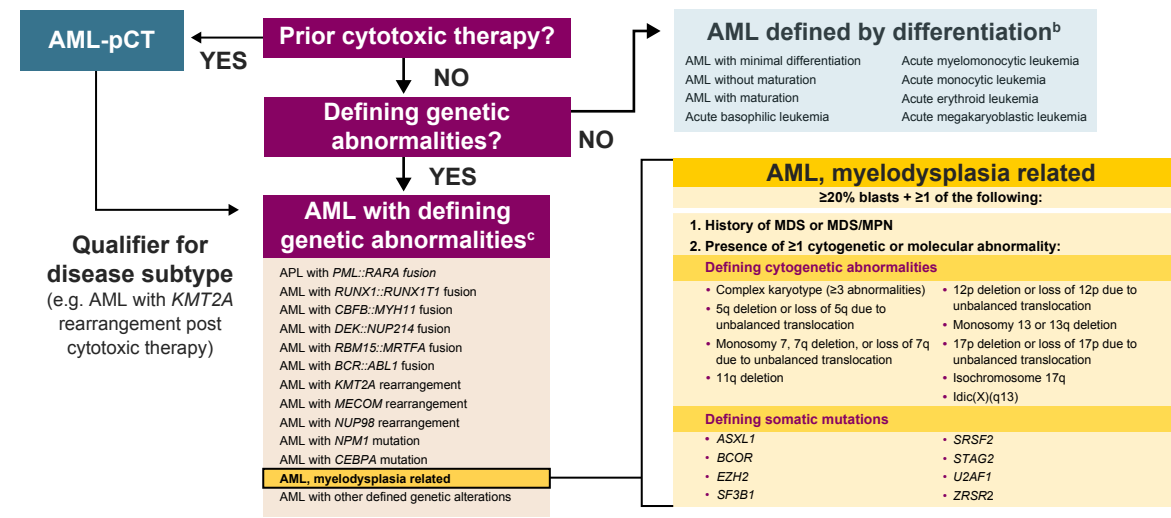 AML-pCT
Prior cytotoxic therapy?
YES
NO
Defining genetic
abnormalities?
NO
YES
AML defined by differentiationᵇ
AML with minimal differentiation
AML without maturation
AML with maturation
Acute basophilic leukemia
Acute myelomonocytic leukemia
Acute monocytic leukemia
Acute erythroid leukemia
Acute megakaryoblastic leukemia
Qualifier for
disease subtype
(e.g. AML with KMT2A
rearrangement post
cytotoxic therapy)
AML with defining
genetic abnormalitiesᶜ
APL with PML::RARA fusion
AML with RUNX1::RUNX1T1 fusion
AML with CBFB::MYH11 fusion
AML with DEK::NUP214 fusion
AML with RBM15::MRTFA fusion
AML with BCR::ABL1 fusion
AML with KMT2A rearrangement
AML with MECOM rearrangement
AML with NUP98 rearrangement
AML with NPM1 mutation
AML with CEBPA mutation
AML, myelodysplasia related
AML with other defined genetic alterations
AML, myelodysplasia related
≥20% blasts + ≥1 of the following:
1. History of MDS or MDS/MPN
2. Presence of ≥1 cytogenetic or molecular abnormality:
Defining cytogenetic abnormalities
• Complex karyotype (≥3 abnormalities)
• 5q deletion or loss of 5q due to
unbalanced translocation
• Monosomy 7, 7q deletion, or loss of 7q
due to unbalanced translocation
• 11q deletion
• 12p deletion or loss of 12p due to
unbalanced translocation
• Monosomy 13 or 13q deletion
• 17p deletion or loss of 17p due to
unbalanced translocation
• Isochromosome 17q
• Idic(X)(q13)
Defining somatic mutations
• ASXL1
• BCOR
• EZH2
• SF3B1
• SRSF2
• STAG2
• U2AF1
• ZRSR2